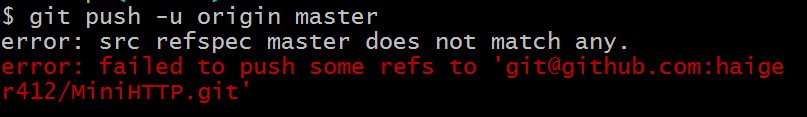 $ git push -u origin master
error: src refspec master does not match any.
error: failed to push some refs to 'git@github.com:haige
r412/MiniHTTP.git'